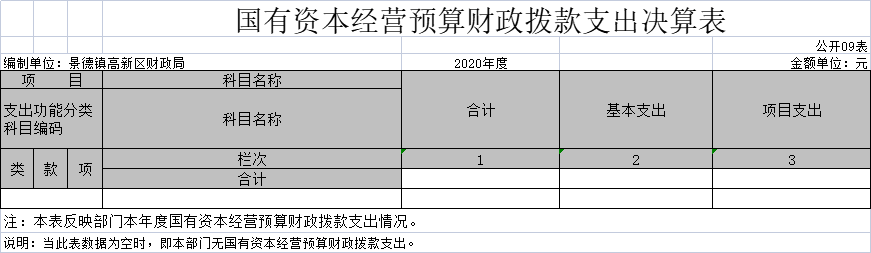 国有资本经营预算财政拨款支出决算表
公开09表
编制单位：景德镇高新区财政局 2020年度 金额单位：元
项 目 科目名称 合计 基本支出 项目支出
支出功能分类科目编码 科目名称
类 款 项 栏次 1 2 3
合计
注：本表反映部门本年度国有资本经营预算财政拨款支出情况。
说明：当此表数据为空时，即本部门无国有资本经营预算财政拨款支出。